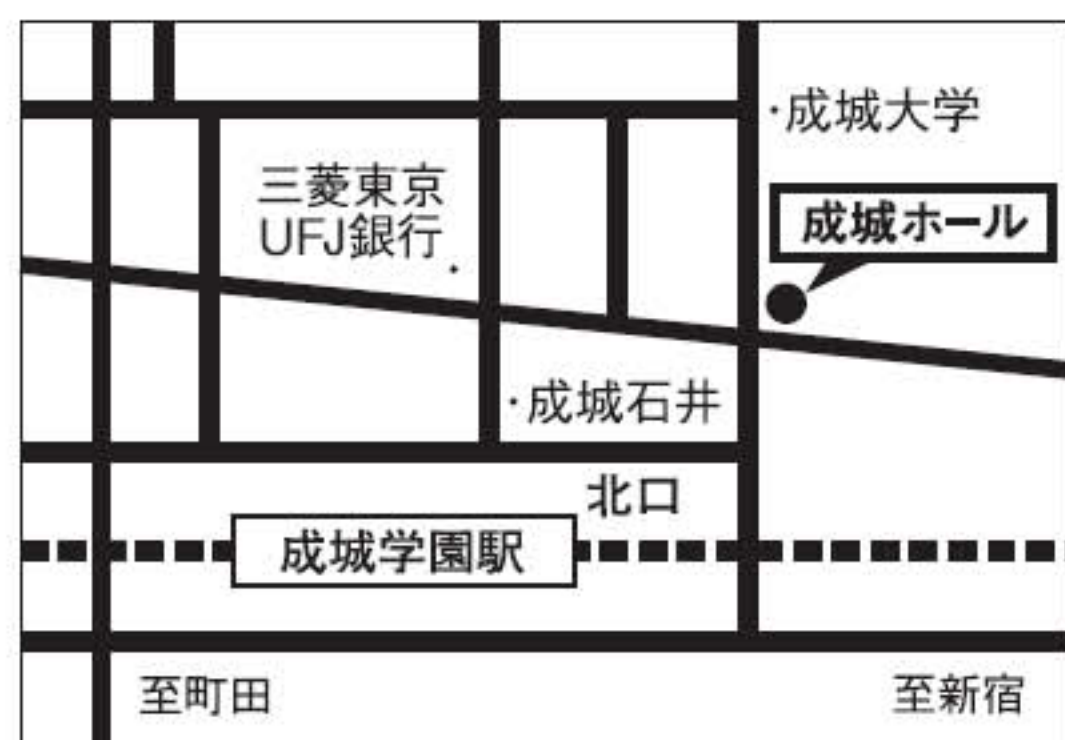 ・成城大学
三菱東京
UFJ銀行
成城ホール
・成城石井
北口
成城学園駅
至町田
至新宿